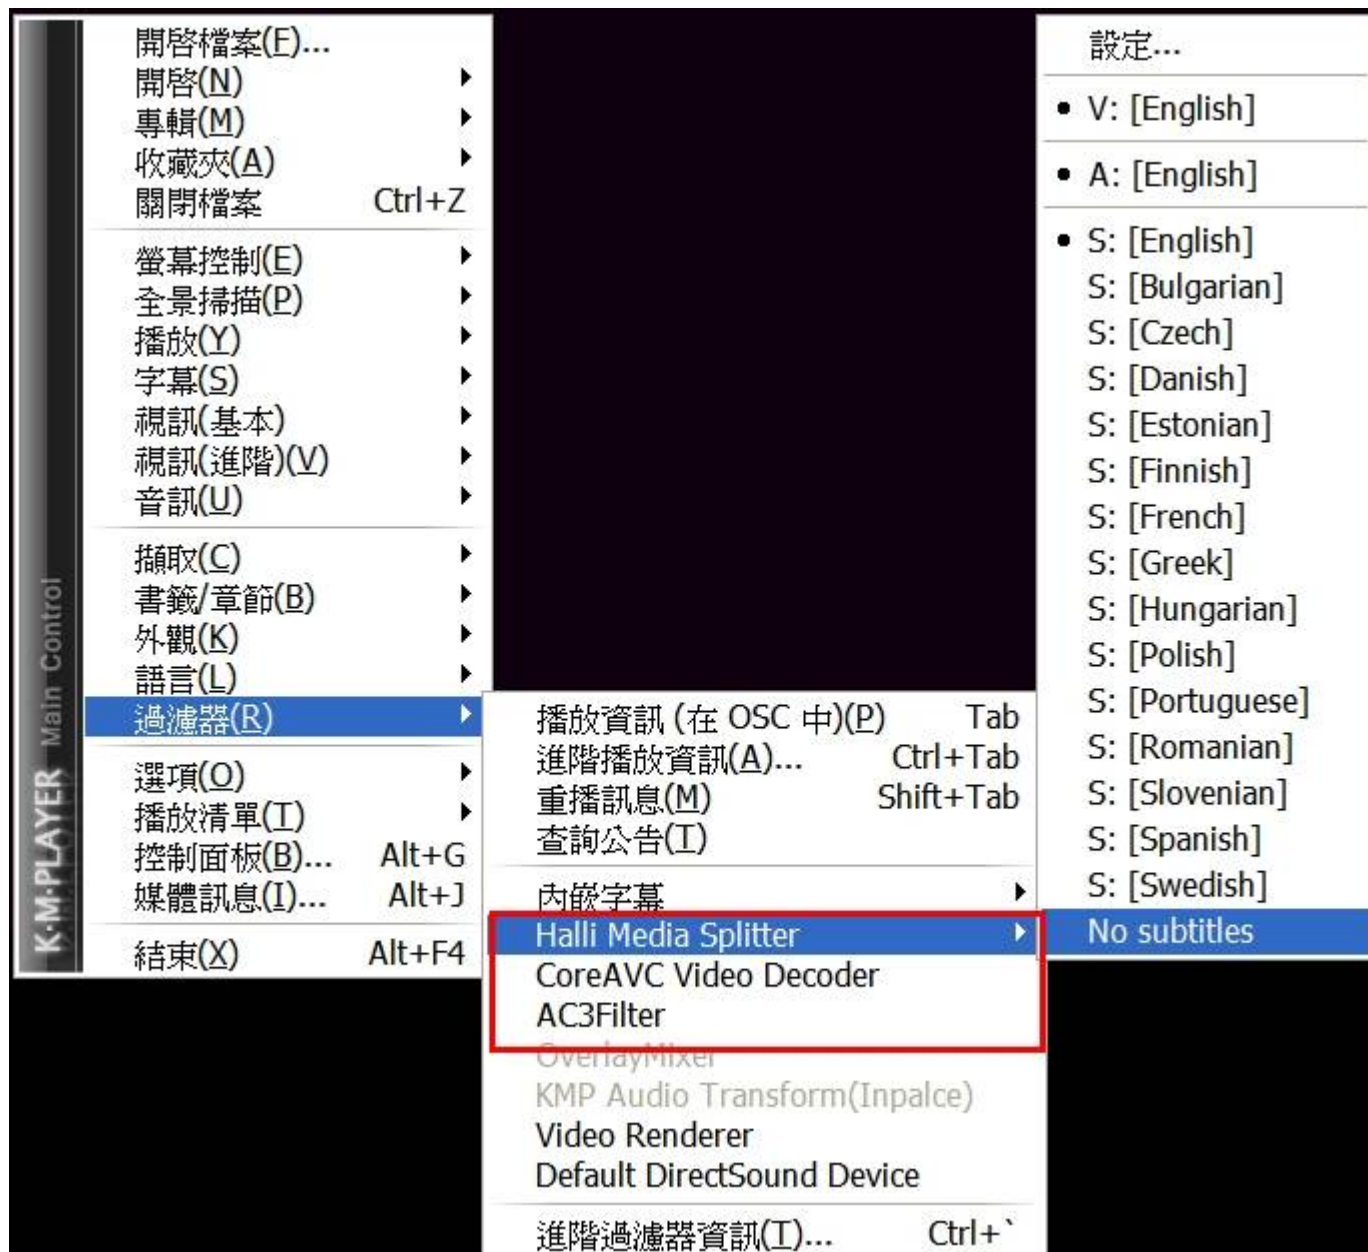 開啓檔案(F)...
開啓(N)
專輯(M)
收藏夾(A)
關閉檔案 Ctrl+Z
螢幕控制(E)
全景掃描(P)
播放(Y)
字幕(S)
視訊(基本)
視訊(進階)(V)
音訊(U)
擷取(C)
書籤/章節(B)
外觀(K)
語言(L)
過濾器(R)
選項(O)
播放清單(T)
控制面板(B)... Alt+G
媒體訊息(I)... Alt+J
結束(X) Alt+F4
K·M·PLAYER Main Control
播放資訊 (在 OSC 中)(P) Tab
進階播放資訊(A)... Ctrl+Tab
重播訊息(M) Shift+Tab
查詢公告(T)
內嵌字幕
Halli Media Splitter
CoreAVC Video Decoder
AC3Filter
OverlayMixer
KMP Audio Transform(Inpalce)
Video Renderer
Default DirectSound Device
進階過濾器資訊(T)... Ctrl+`
設定...
• V: [English]
• A: [English]
• S: [English]
S: [Bulgarian]
S: [Czech]
S: [Danish]
S: [Estonian]
S: [Finnish]
S: [French]
S: [Greek]
S: [Hungarian]
S: [Polish]
S: [Portuguese]
S: [Romanian]
S: [Slovenian]
S: [Spanish]
S: [Swedish]
No subtitles